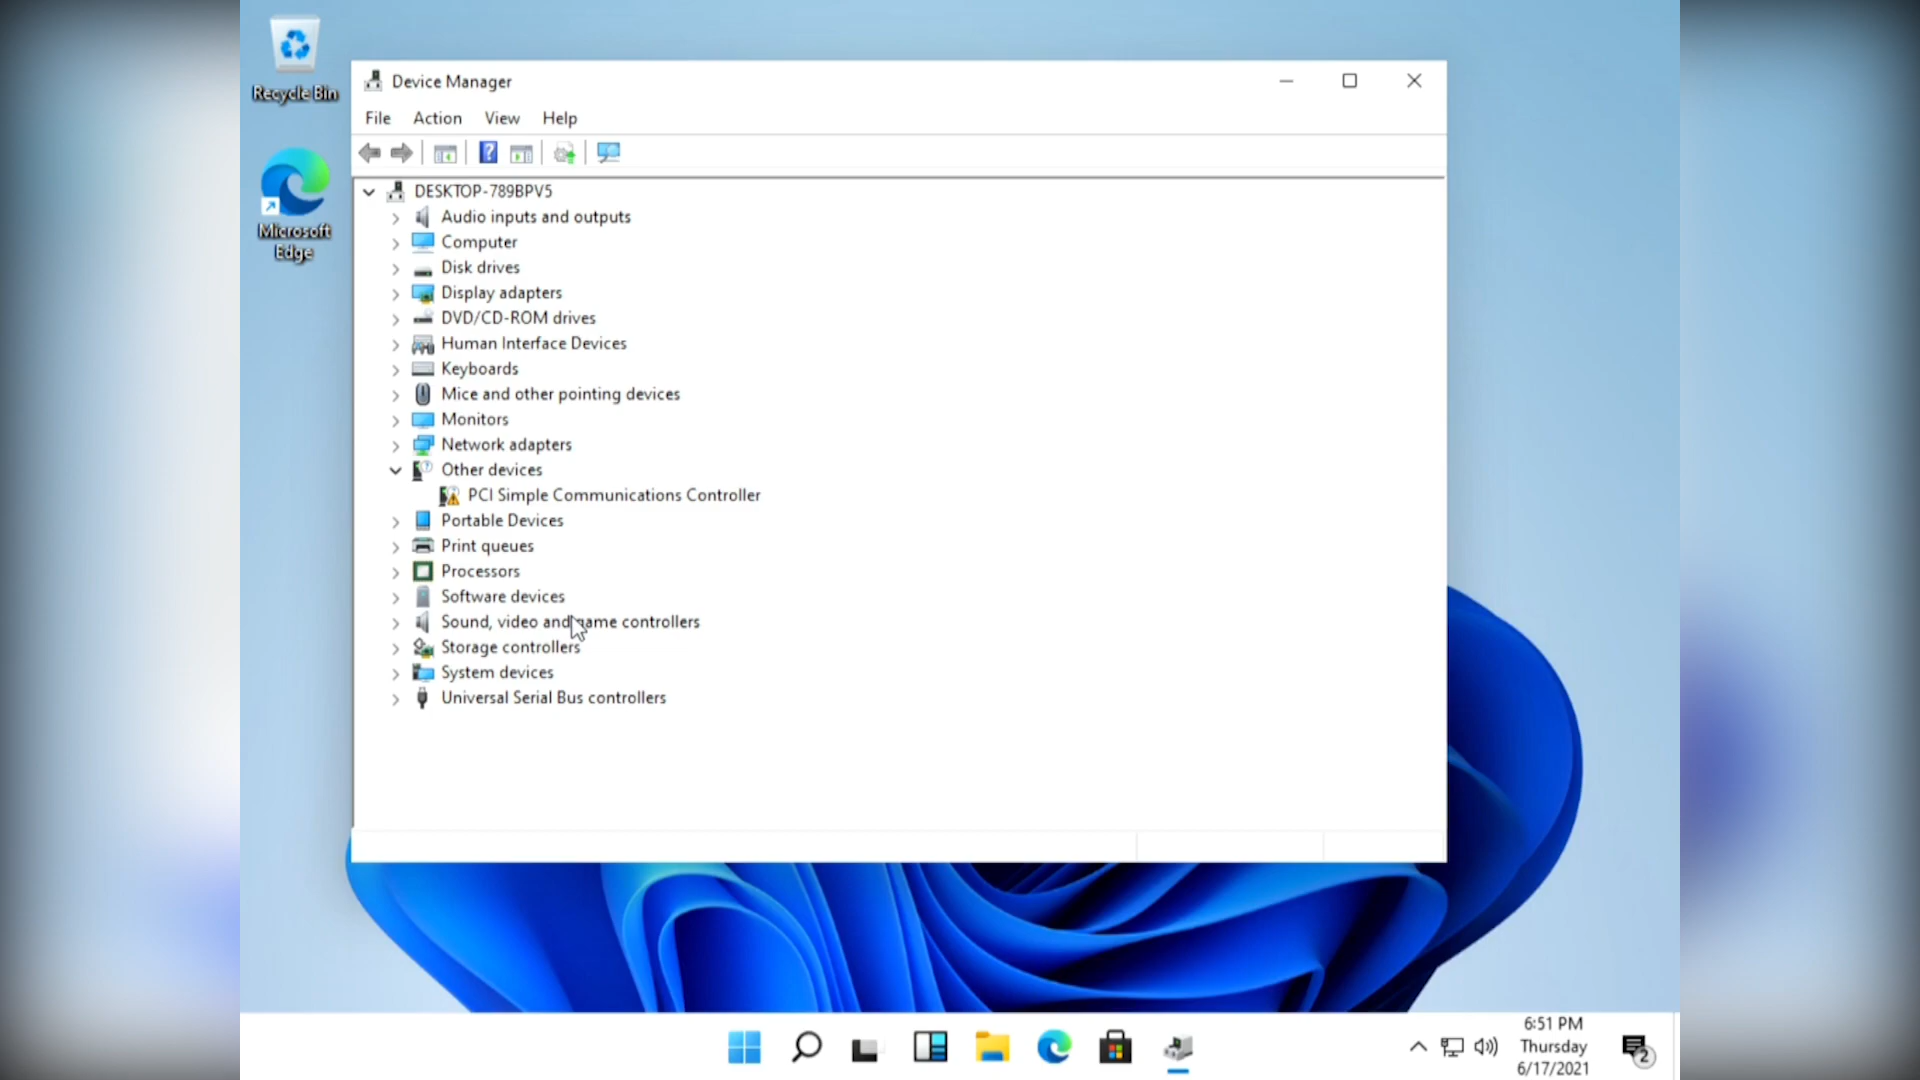 Recycle Bin
Microsoft
Edge
Device Manager
File Action View Help
DESKTOP-789BPV5
Audio inputs and outputs
Computer
Disk drives
Display adapters
DVD/CD-ROM drives
Human Interface Devices
Keyboards
Mice and other pointing devices
Monitors
Network adapters
Other devices
PCI Simple Communications Controller
Portable Devices
Print queues
Processors
Software devices
Sound, video and game controllers
Storage controllers
System devices
Universal Serial Bus controllers
6:51 PM
Thursday
6/17/2021
2